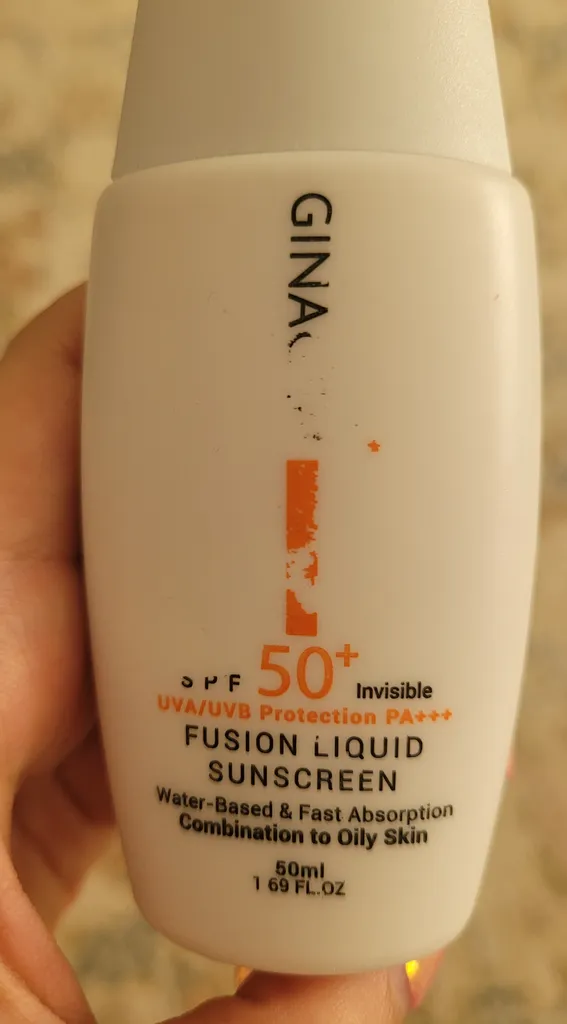 GINA
SPF 50+ Invisible
UVA/UVB Protection PA+++
FUSION LIQUID
SUNSCREEN
Water-Based & Fast Absorption
Combination to Oily Skin
50ml
1 69 FL.OZ